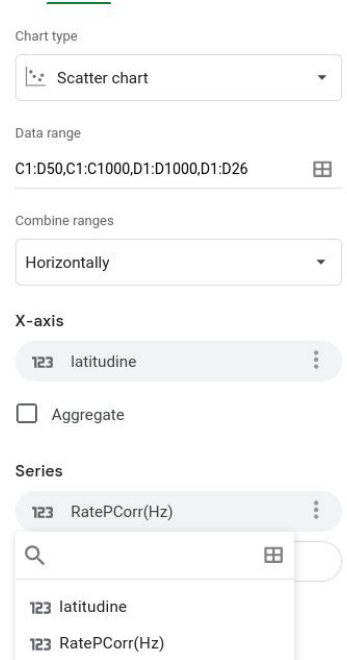 Chart type
Scatter chart
Data range
C1:D50,C1:C1000,D1:D1000,D1:D26
Combine ranges
Horizontally
X-axis
123 latitudine
Aggregate
Series
123 RatePCorr(Hz)
123 latitudine
123 RatePCorr(Hz)